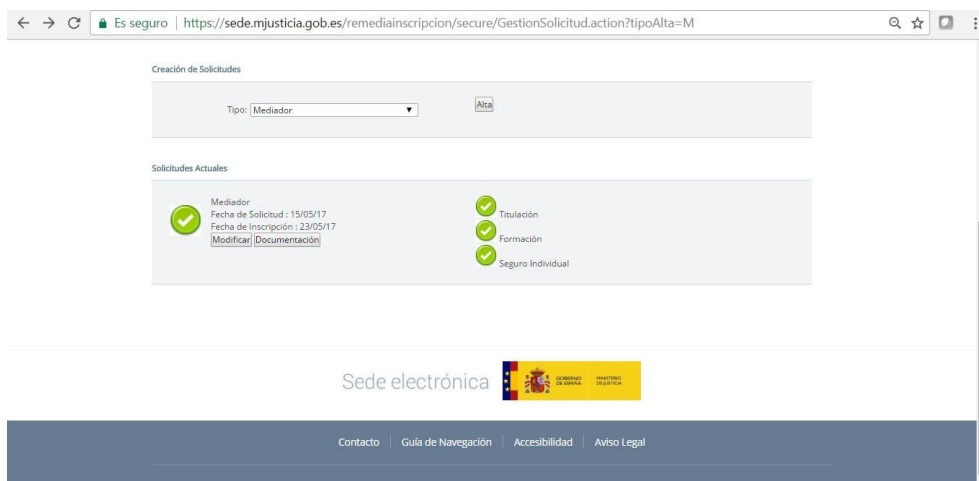 Es seguro | https://sede.mjusticia.gob.es/remediainscripcion/secure/GestionSolicitud.action?tipoAlta=M
Creación de Solicitudes
Tipo: Mediador Alta
Solicitudes Actuales
Mediador
Fecha de Solicitud : 15/05/17
Fecha de Inscripción : 23/05/17
Modificar Documentación
Titulación
Formación
Seguro Individual
Sede electrónica
GOBIERNO DE ESPAÑA
MINISTERIO DE JUSTICIA
Contacto | Guía de Navegación | Accesibilidad | Aviso Legal